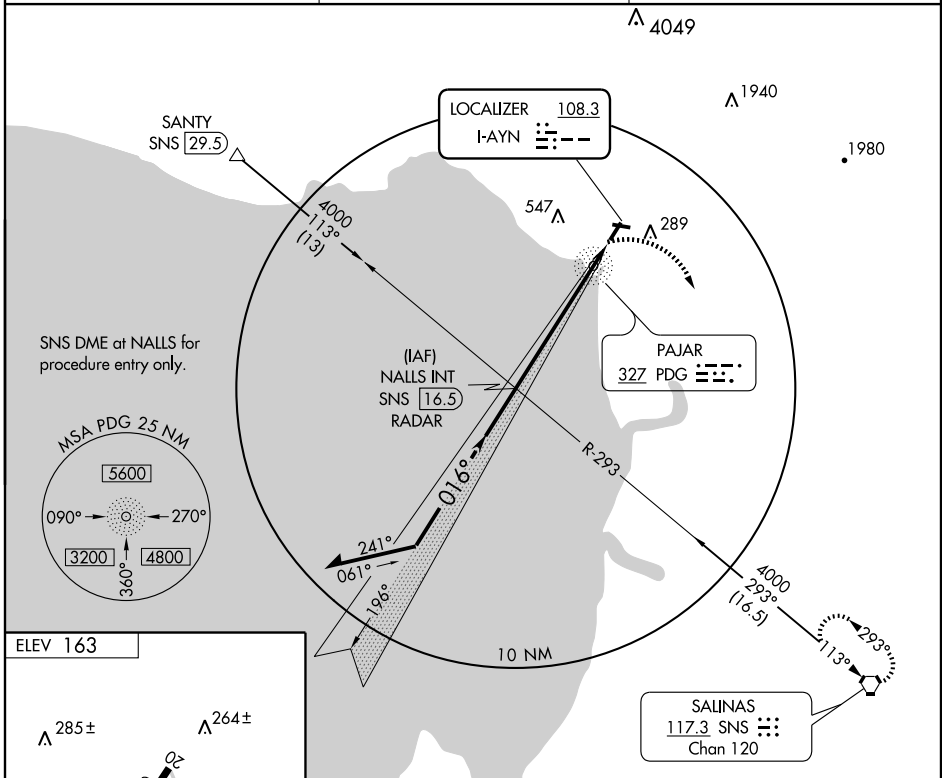 4049
1940
1980
LOCALIZER 108.3
I-AYN
SANTY
SNS 29.5
547
289
4000
113°
(13)
SNS DME at NALLS for
procedure entry only.
(IAF)
NALLS INT
SNS 16.5
RADAR
PAJAR
327 PDG
MSA PDG 25 NM
5600
090°
270°
3200
4800
360°
R-293
016°
241°
061°
196°
4000
293°
(16.5)
113°
293°
10 NM
SALINAS
117.3 SNS
Chan 120
ELEV 163
285±
264±
20